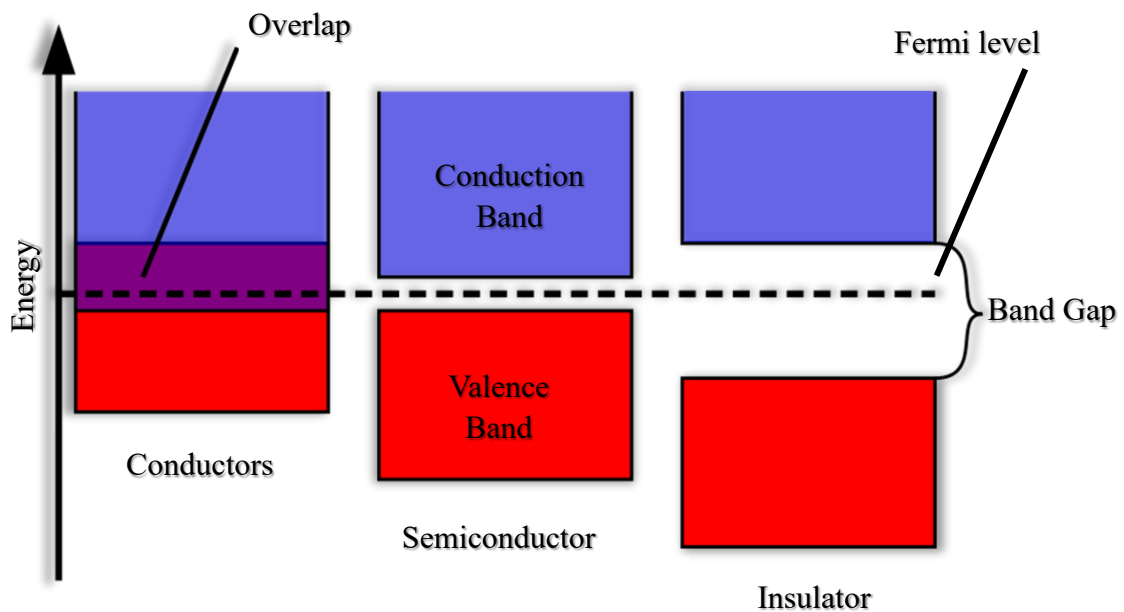 Overlap
Fermi level
Conduction
Band
Energy
Band Gap
Valence
Band
Conductors
Semiconductor
Insulator